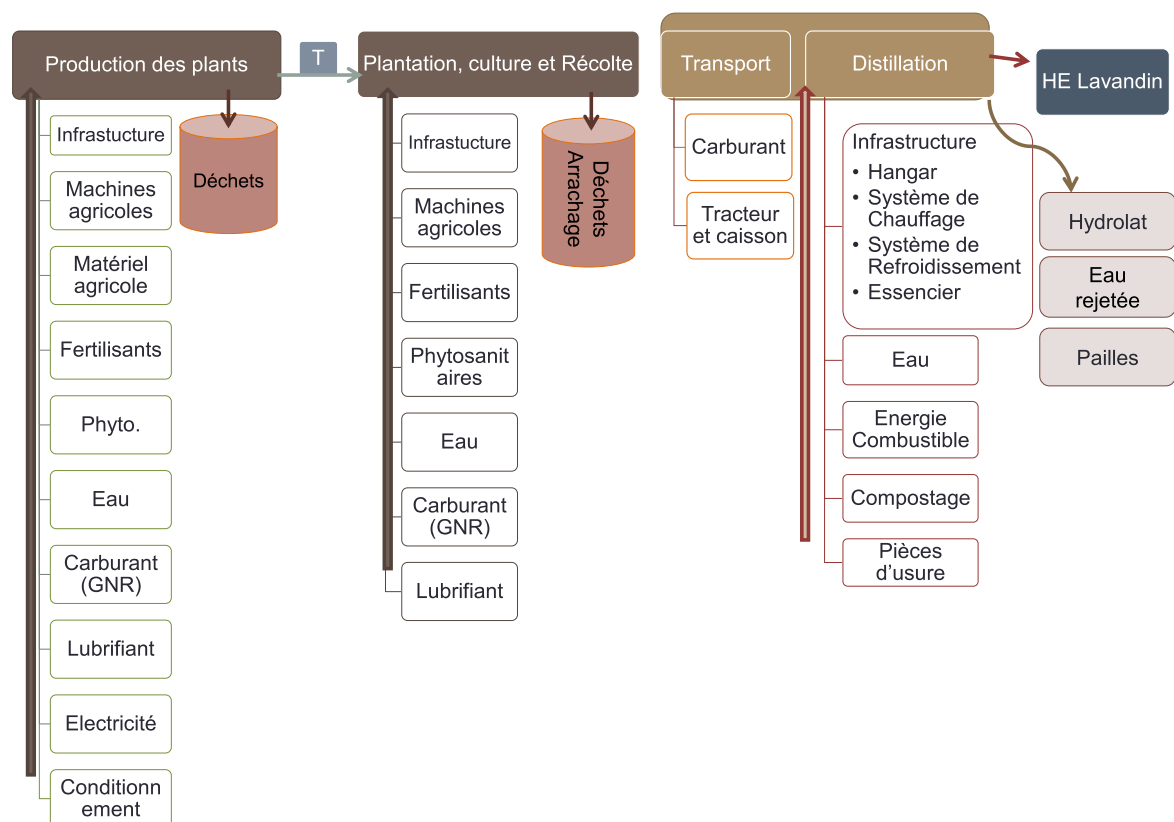 Production des plants
T
Plantation, culture et Récolte
Transport
Distillation
HE Lavandin
Infrastucture
Machines
agricoles
Matériel
agricole
Fertilisants
Phyto.
Eau
Carburant
(GNR)
Lubrifiant
Electricité
Conditionn
ement
Déchets
Infrastucture
Machines
agricoles
Fertilisants
Phytosanit
aires
Eau
Carburant
(GNR)
Lubrifiant
Déchets
Arrachage
Carburant
Tracteur
et caisson
Infrastructure
• Hangar
• Système de
Chauffage
• Système de
Refroidissement
• Essencier
Eau
Energie
Combustible
Compostage
Pièces
d’usure
Hydrolat
Eau
rejetée
Pailles